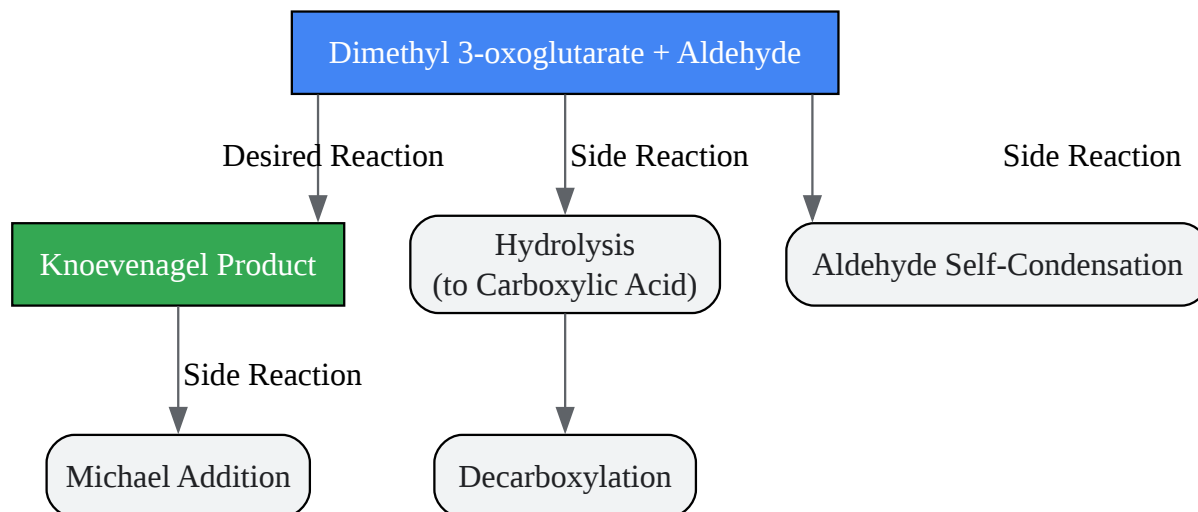 Dimethyl 3-oxoglutarate + Aldehyde
Desired Reaction
Side Reaction
Side Reaction
Knoevenagel Product
Hydrolysis
(to Carboxylic Acid)
Aldehyde Self-Condensation
Side Reaction
Michael Addition
Decarboxylation